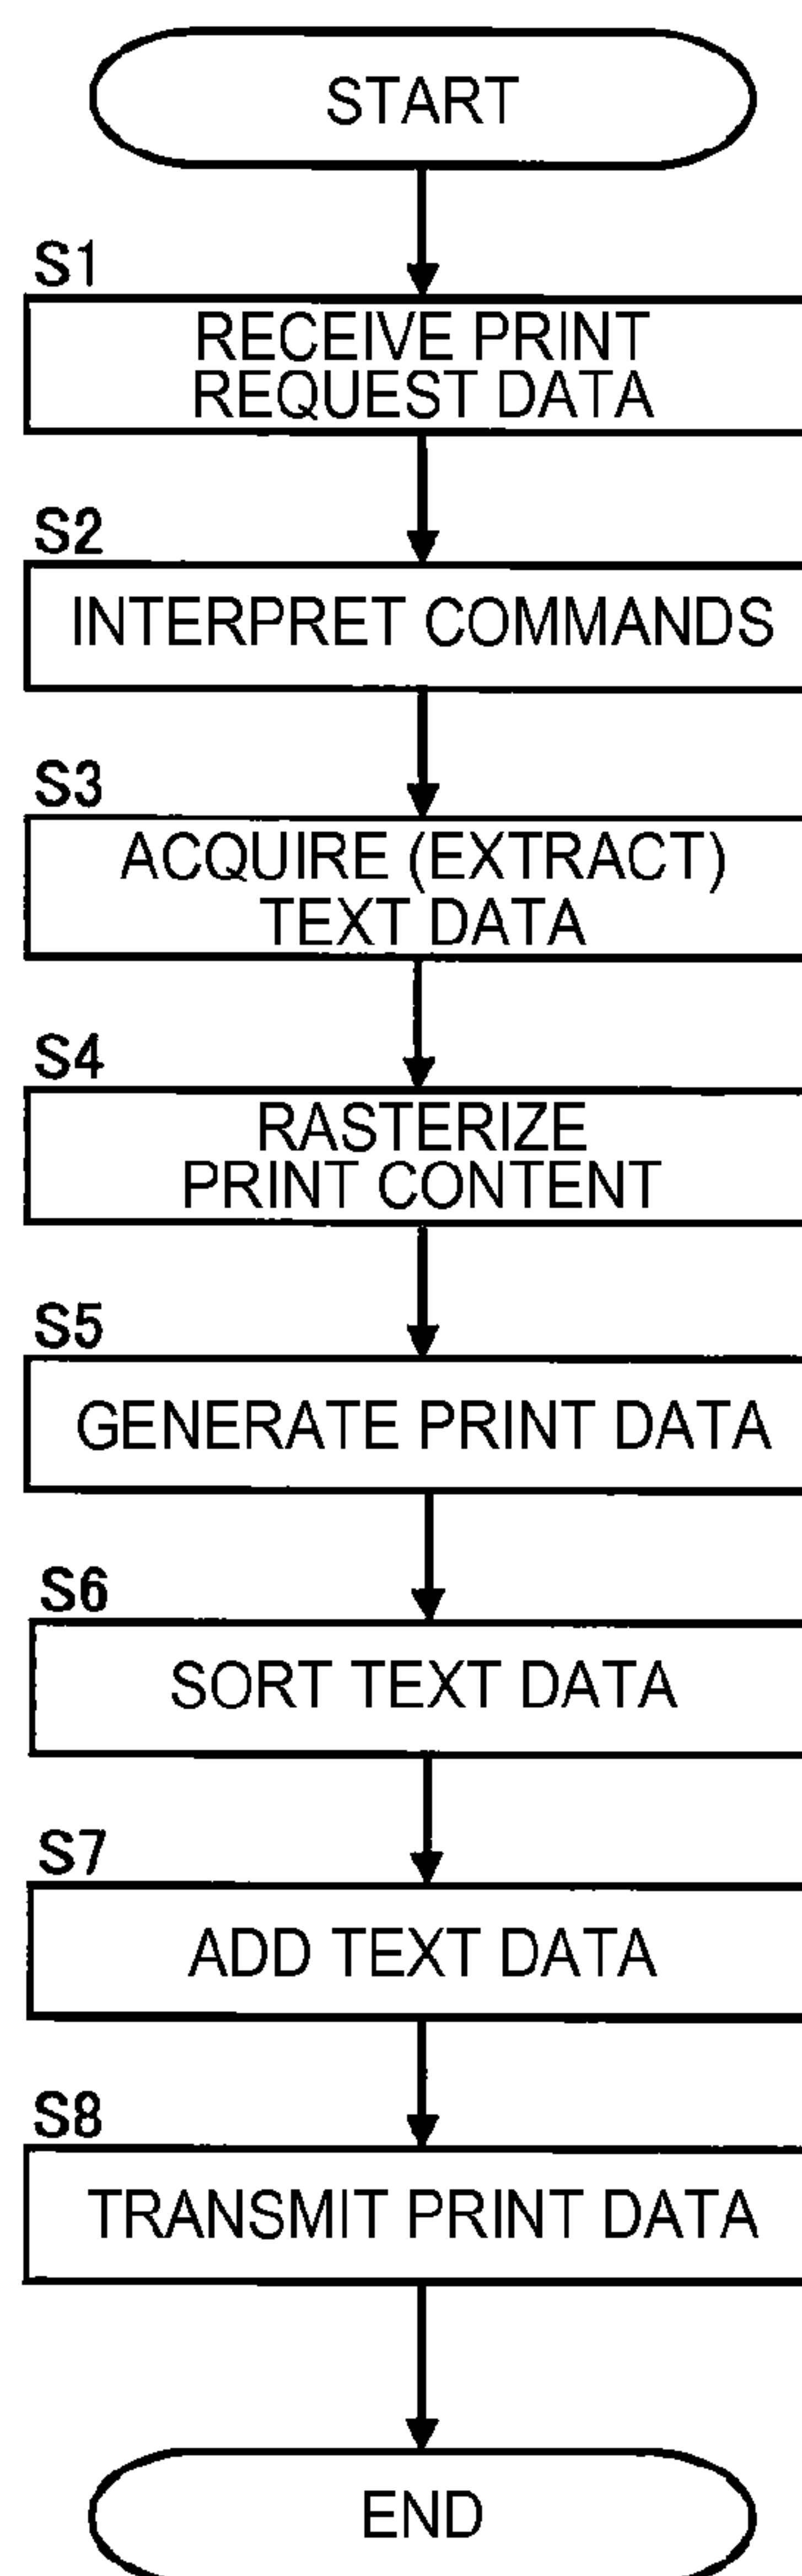 START
S1
RECEIVE PRINT
REQUEST DATA
S2
INTERPRET COMMANDS
S3
ACQUIRE (EXTRACT)
TEXT DATA
S4
RASTERIZE
PRINT CONTENT
S5
GENERATE PRINT DATA
S6
SORT TEXT DATA
S7
ADD TEXT DATA
S8
TRANSMIT PRINT DATA
END